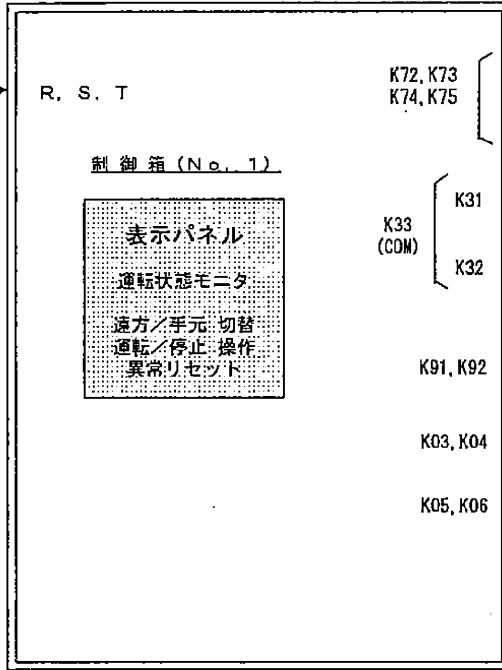 R, S, T
K72, K73
K74, K75
制御箱(No. 1)
K31
K33
(COM)
K32
表示パネル
運転状態モニタ
遠方／手元 切替
運転／停止 操作
異常リセット
K91, K92
K03, K04
K05, K06